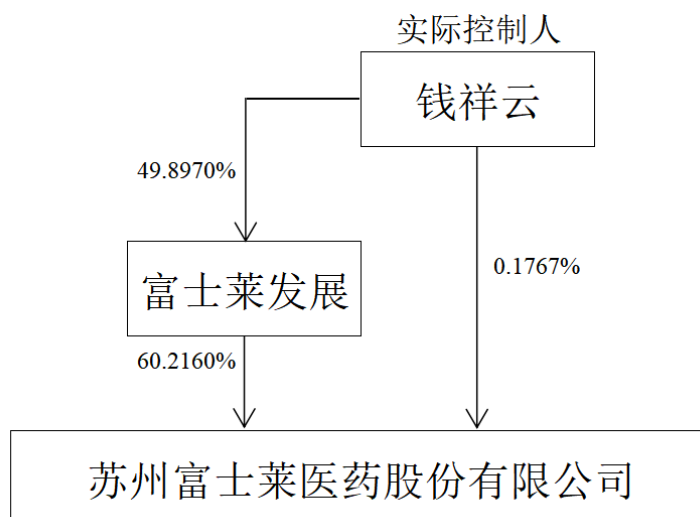 实际控制人
钱祥云
49.8970%
0.1767%
富士莱发展
60.2160%
苏州富士莱医药股份有限公司